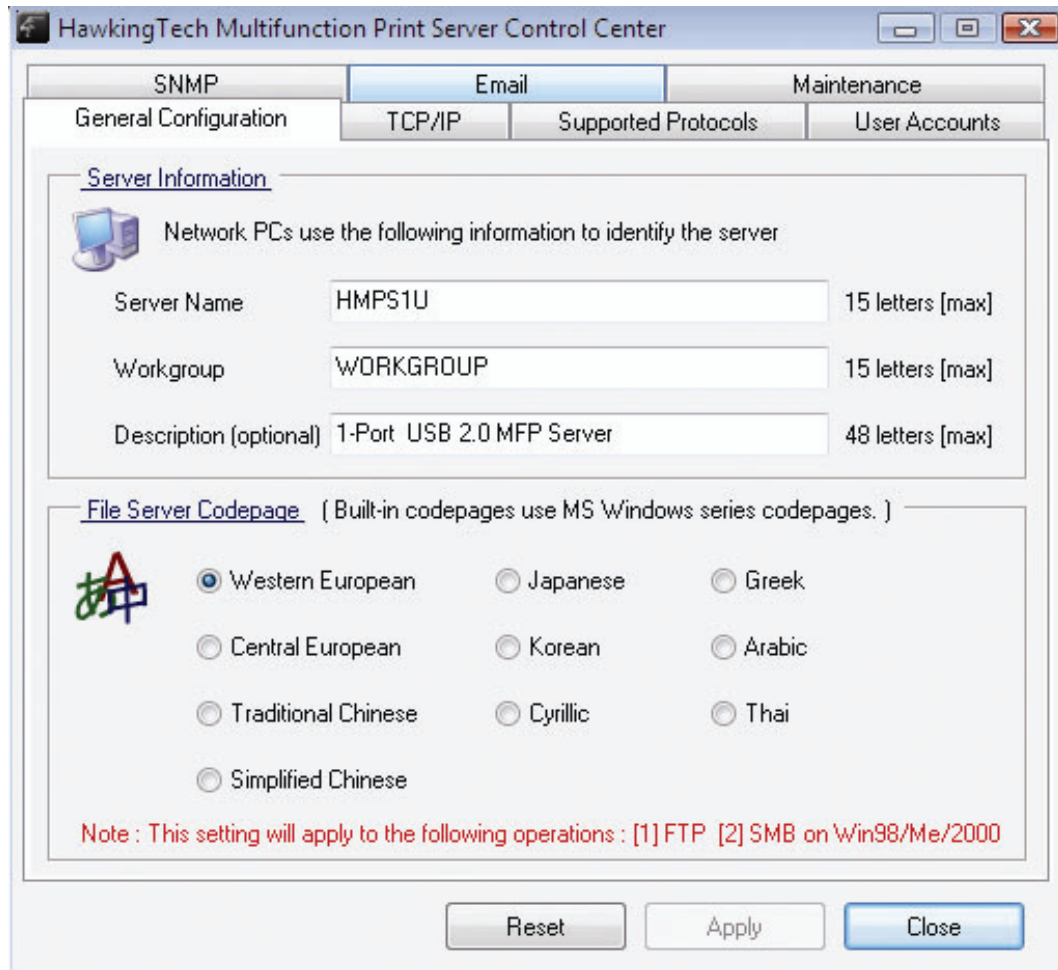 HawkingTech Multifunction Print Server Control Center
SNMP Email Maintenance
General Configuration TCP/IP Supported Protocols User Accounts
Server Information
Network PCs use the following information to identify the server
Server Name HMPS1U 15 letters [max]
Workgroup WORKGROUP 15 letters [max]
Description (optional) 1-Port USB 2.0 MFP Server 48 letters [max]
File Server Codepage ( Built-in codepages use MS Windows series codepages. )
あA中
Western European Japanese Greek
Central European Korean Arabic
Traditional Chinese Cyrillic Thai
Simplified Chinese
Note : This setting will apply to the following operations : [1] FTP [2] SMB on Win98/Me/2000
Reset Apply Close